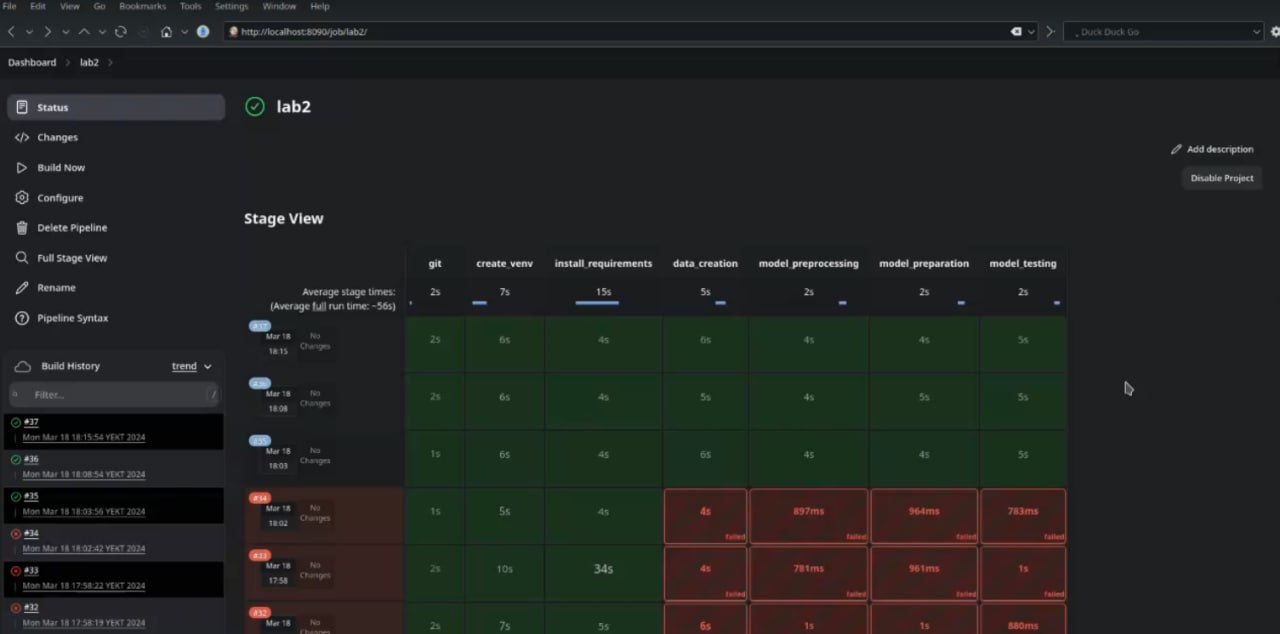 File Edit View Go Bookmarks Tools Settings Window Help
http://localhost:8090/job/lab2/
Duck Duck Go
Dashboard > lab2 >
Status
Changes
Build Now
Configure
Delete Pipeline
Full Stage View
Rename
Pipeline Syntax
Build History trend
Filter... /
#37
Mon Mar 18 18:15:54 YEKT 2024
#36
Mon Mar 18 18:08:54 YEKT 2024
#35
Mon Mar 18 18:03:56 YEKT 2024
#34
Mon Mar 18 18:02:42 YEKT 2024
#33
Mon Mar 18 17:58:22 YEKT 2024
#32
Mon Mar 18 17:58:19 YEKT 2024
lab2
Add description
Disable Project
Stage View
git create_venv install_requirements data_creation model_preprocessing model_preparation model_testing
Average stage times: 2s 7s 15s 5s 2s 2s 2s
(Average full run time: ~56s)
#37
Mar 18 No
18:15 Changes
2s 6s 4s 6s 4s 4s 5s
#36
Mar 18 No
18:08 Changes
2s 6s 4s 5s 4s 5s 5s
#35
Mar 18 No
18:03 Changes
1s 6s 4s 6s 4s 4s 5s
#34
Mar 18 No
18:02 Changes
1s 5s 4s 4s 897ms 964ms 783ms
failed failed failed failed
#33
Mar 18 No
17:58 Changes
2s 10s 34s 4s 781ms 961ms 1s
failed failed failed failed
#32
Mar 18 No
Changes
2s 7s 5s 6s 1s 1s 880ms